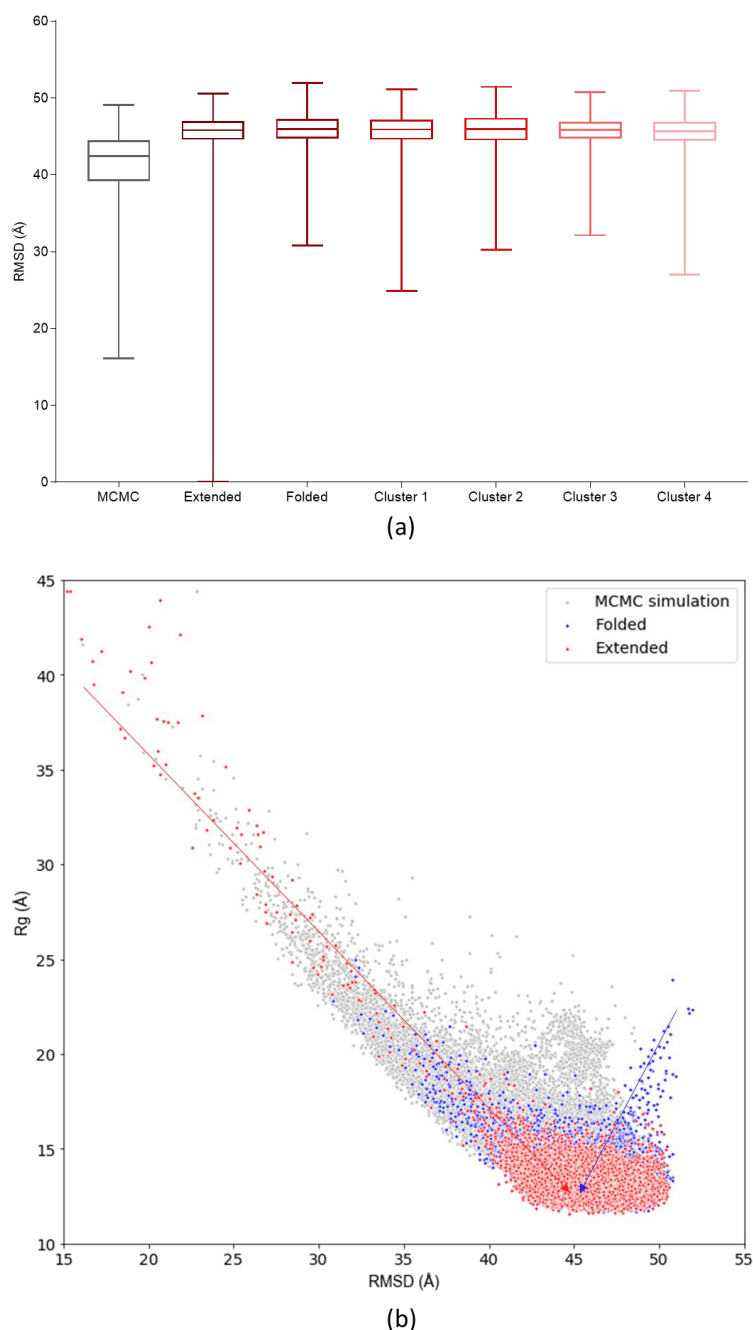 60
50
40
30
20
10
0
RMSD (Å)
MCMC Extended Folded Cluster 1 Cluster 2 Cluster 3 Cluster 4
(a)
45
40
35
30
25
20
15
10
Rg (Å)
MCMC simulation
Folded
Extended
15 20 25 30 35 40 45 50 55
RMSD (Å)
(b)